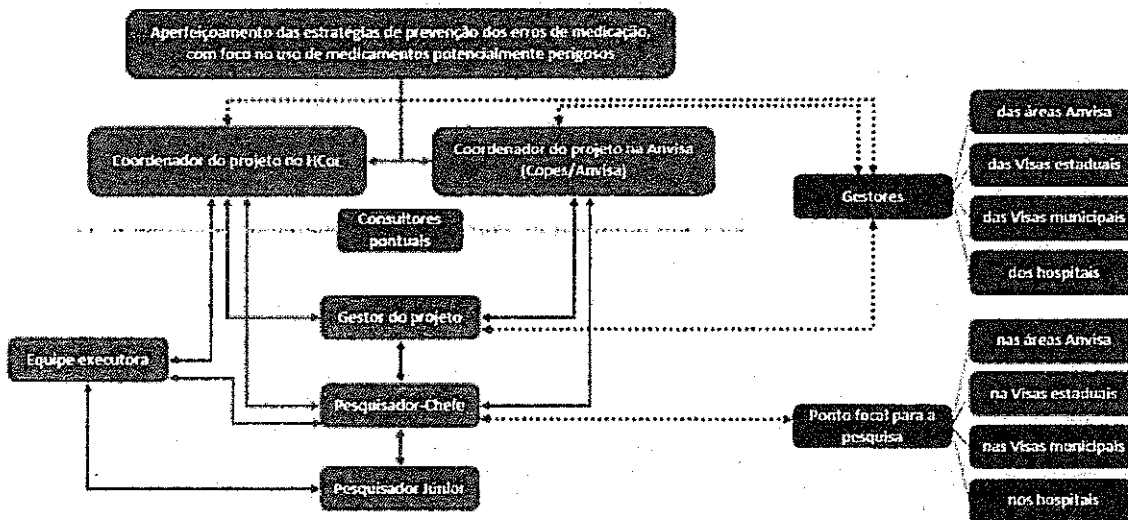 Aperfeiçoamento das estratégias de prevenção dos erros de medicação,
com foco no uso de medicamentos potencialmente perigosos
Coordenador do projeto no HCor
Coordenador do projeto na Anvisa
(Copes/Anvisa)
Consultores
pontuais
Gestores
das áreas Anvisa
das Visas estaduais
das Visas municipais
dos hospitais
Gestor do projeto
Equipe executora
Pesquisador-Chefe
Pesquisador Júnior
Ponto focal para a
pesquisa
nas áreas Anvisa
na Visas estaduais
nas Visas municipais
nos hospitais